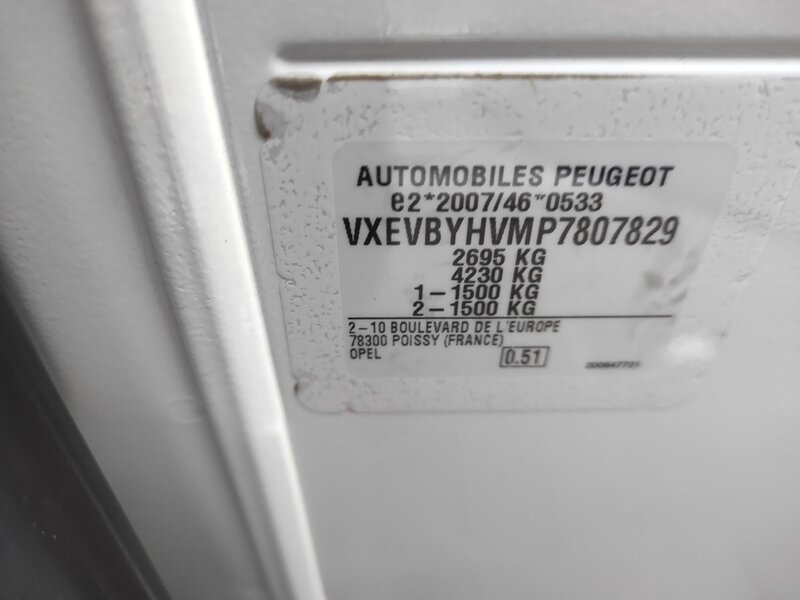 AUTOMOBILES PEUGEOT
e2*2007/46*0533
VXEVBYHVMP7807829
2695 KG
4230 KG
1-1500 KG
2-1500 KG
2-10 BOULEVARD DE L'EUROPE
78300 POISSY (FRANCE)
OPEL 0.51